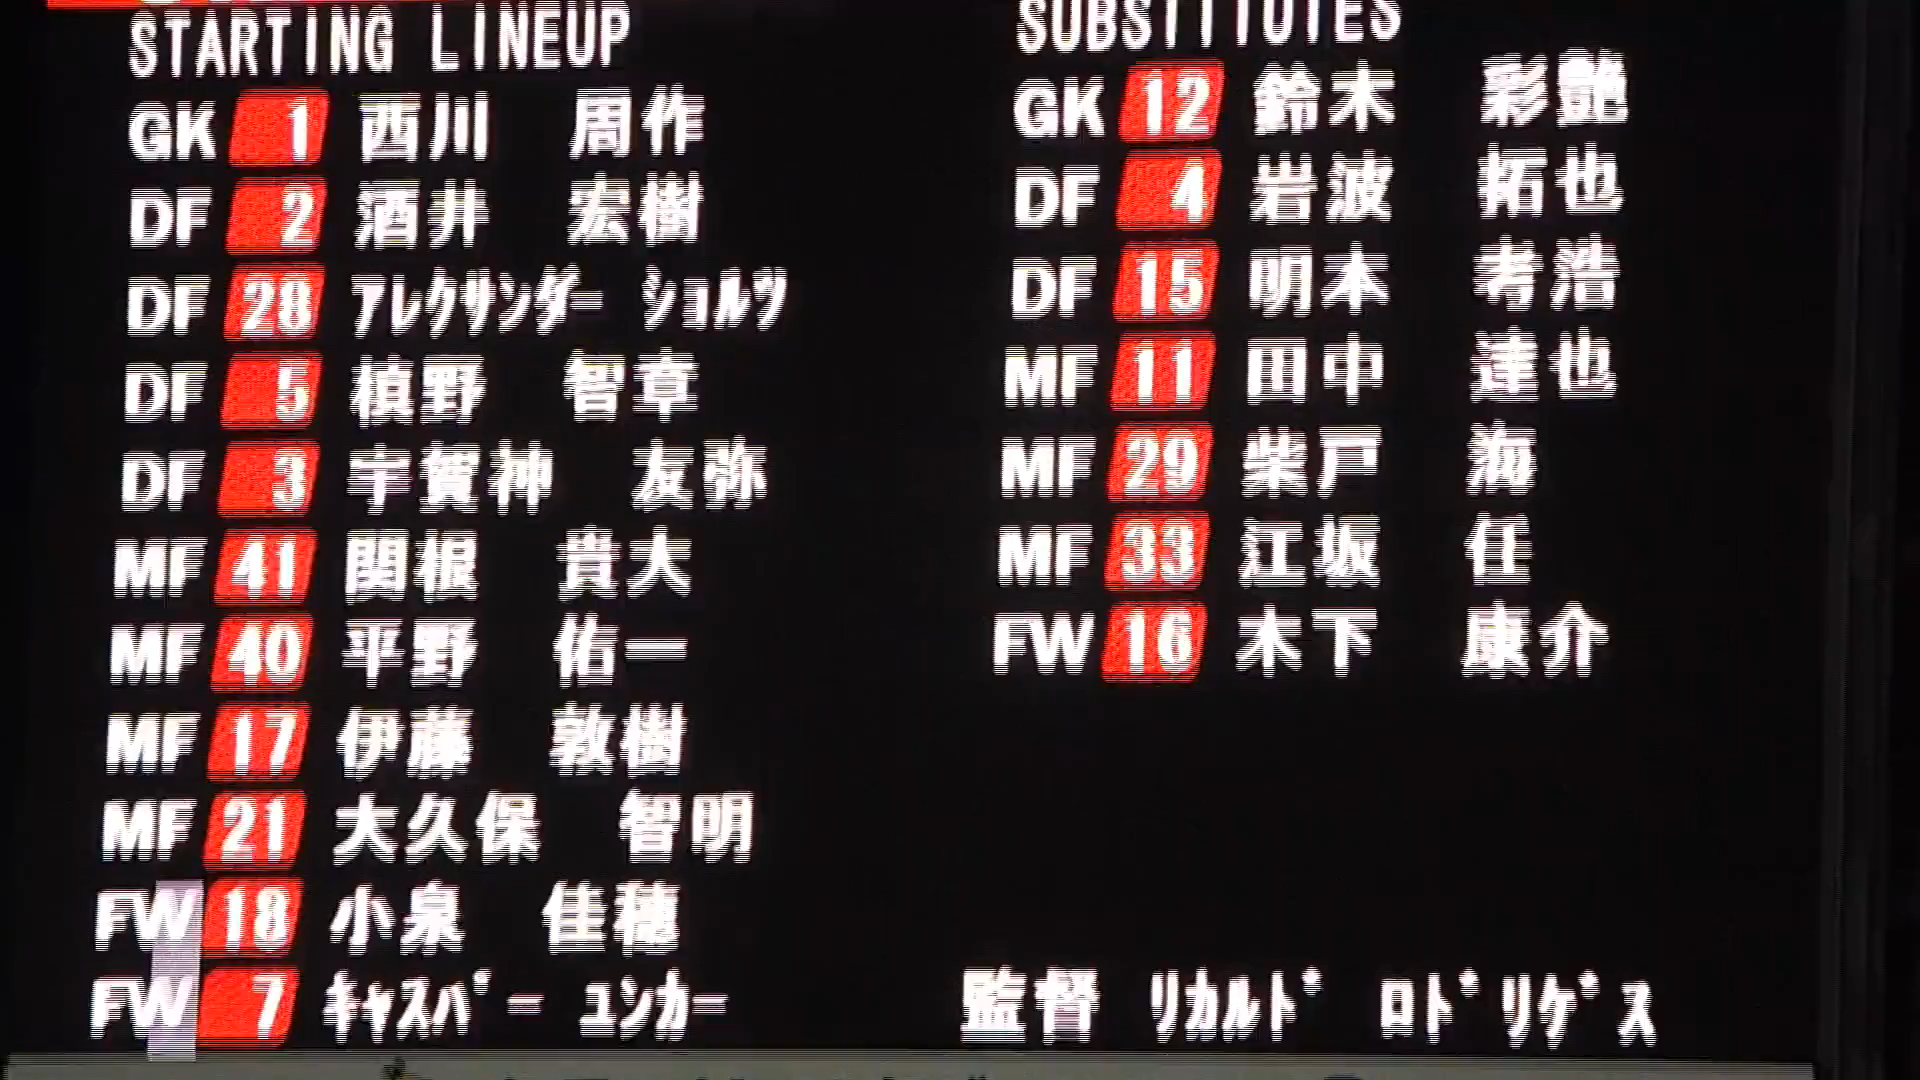 STARTING LINEUP
GK 1 西川 周作
DF 2 酒井 宏樹
DF 28 ｱﾚｸｻﾝﾀﾞｰ ｼｮﾙﾂ
DF 5 槙野 智章
DF 3 宇賀神 友弥
MF 41 関根 貴大
MF 40 平野 佑一
MF 17 伊藤 敦樹
MF 21 大久保 智明
FW 18 小泉 佳穂
FW 7 ｷｬｽﾊﾟｰ ﾕﾝｶｰ
SUBSTITUTES
GK 12 鈴木 彩艶
DF 4 岩波 拓也
DF 15 明本 考浩
MF 11 田中 達也
MF 29 柴戸 海
MF 33 江坂 任
FW 16 木下 康介
監督 ﾘｶﾙﾄﾞ ﾛﾄﾞﾘｹﾞｽ